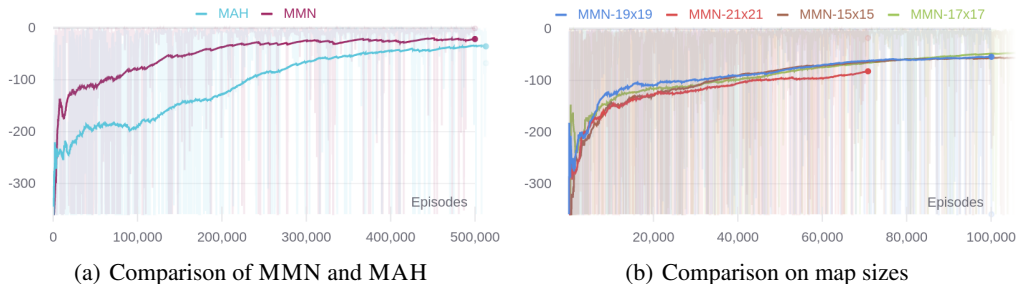 MAH MMN
0
-100
-200
-300
Episodes
0 100,000 200,000 300,000 400,000 500,000
(a) Comparison of MMN and MAH
MMN-19x19 MMN-21x21 MMN-15x15 MMN-17x17
0
-100
-200
-300
Episodes
20,000 40,000 60,000 80,000 100,000
(b) Comparison on map sizes